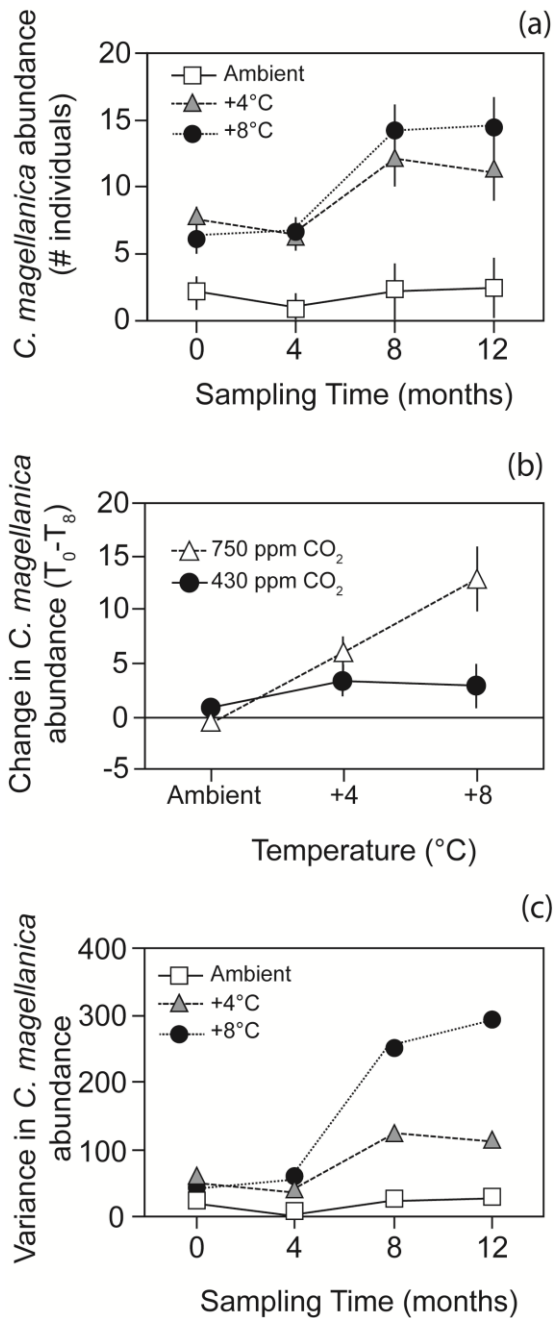 (a)
C. magellanica abundance
(# individuals)
20
15
10
5
0
Ambient
+4°C
+8°C
0 4 8 12
Sampling Time (months)
(b)
Change in C. magellanica
abundance (T₀-T₈)
20
15
10
5
0
-5
750 ppm CO₂
430 ppm CO₂
Ambient +4 +8
Temperature (°C)
(c)
Variance in C. magellanica
abundance
400
300
200
100
0
Ambient
+4°C
+8°C
0 4 8 12
Sampling Time (months)